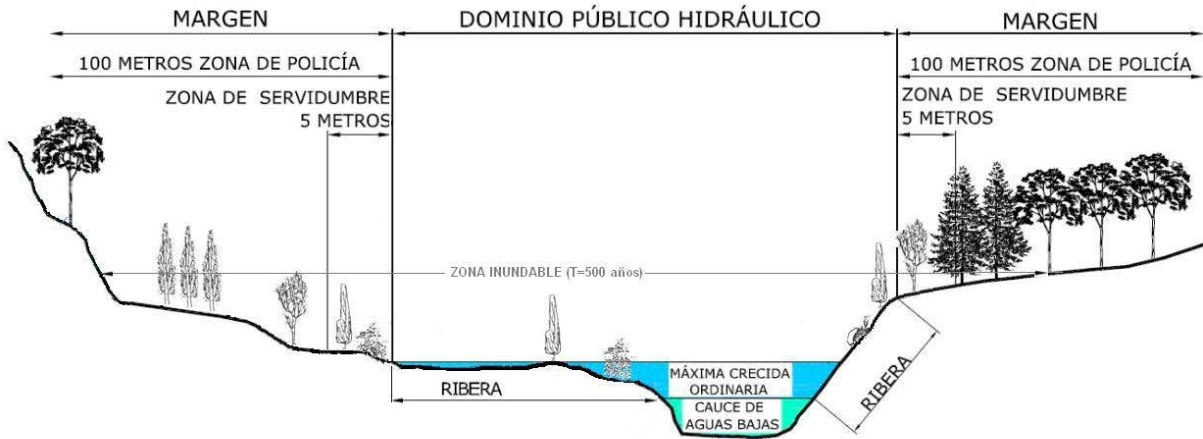 MARGEN
DOMINIO PÚBLICO HIDRÁULICO
MARGEN
100 METROS ZONA DE POLICÍA
100 METROS ZONA DE POLICÍA
ZONA DE SERVIDUMBRE
5 METROS
ZONA DE SERVIDUMBRE
5 METROS
ZONA INUNDABLE (T=500 años)
RIBERA
MÁXIMA CRECIDA
ORDINARIA
CAUCE DE
AGUAS BAJAS
RIBERA